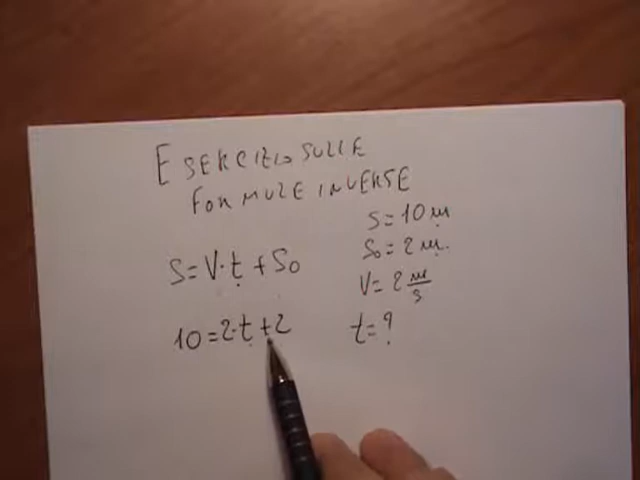 ESERCIZIO SULLE
FORMULE INVERSE
S = V·t + S₀
10 = 2·t + 2
S = 10 m
S₀ = 2 m.
V = 2 m/s
t = ?